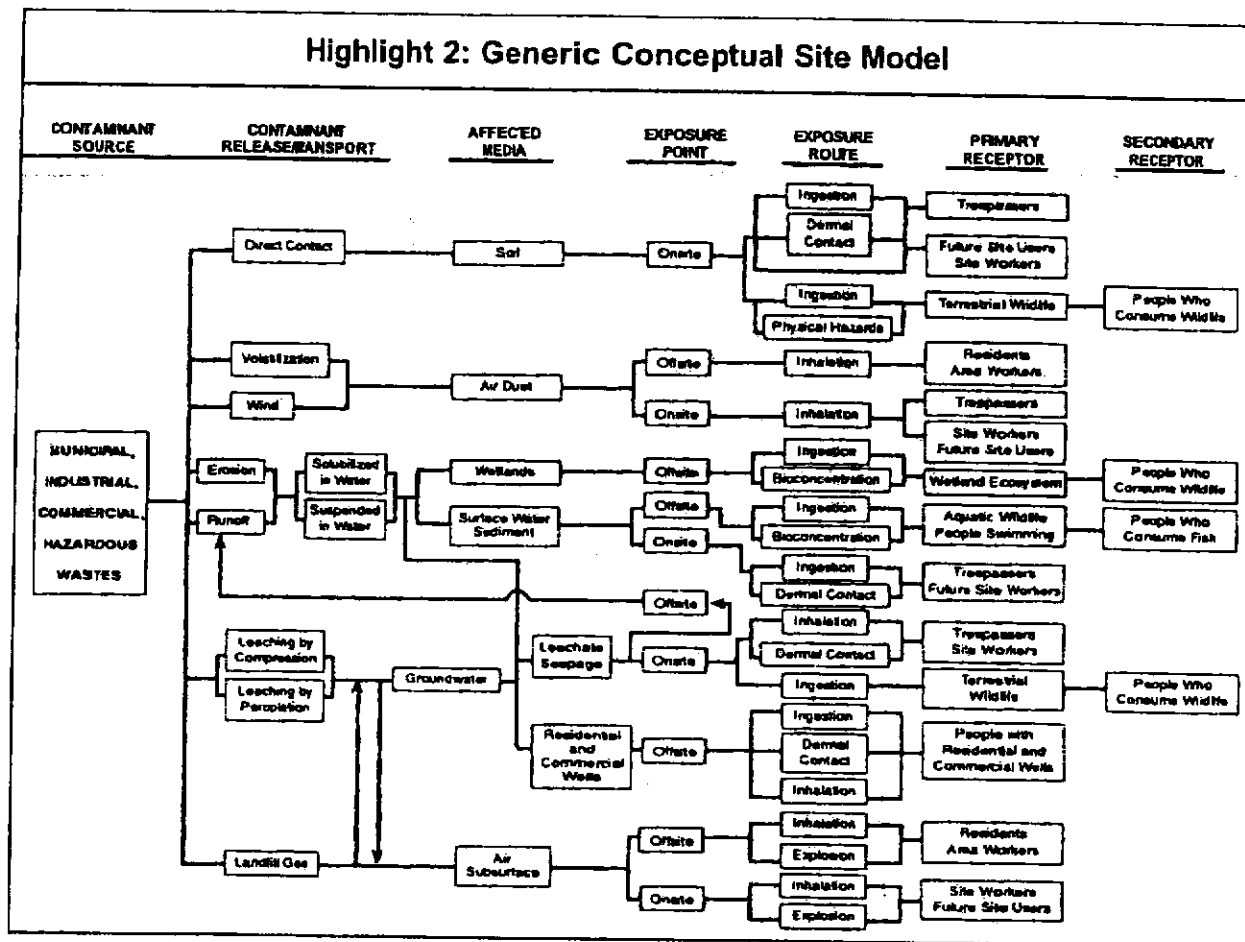 Highlight 2: Generic Conceptual Site Model
CONTAMNANT
SOURCE
CONTAMNANT
RELEASE/TRANSPORT
AFFECTED
MEDIA
EXPOSURE
POINT
EXPOSURE
ROUTE
PRIMARY
RECEPTOR
SECONDARY
RECEPTOR
MUNICIPAL,
INDUSTRIAL,
COMMERCIAL,
HAZARDOUS
WASTES
Direct Contact
Soil
Onsite
Ingestion
Dermal
Contact
Trespassers
Future Site Users
Site Workers
Ingestion
Physical Hazards
Terrestrial Wildlife
People Who
Consume Wildlife
Volatilization
Wind
Air Dust
Offsite
Inhalation
Residents
Area Workers
Onsite
Inhalation
Trespassers
Site Workers
Future Site Users
Erosion
Runoff
Solubilized
in Water
Suspended
in Water
Wetlands
Offsite
Ingestion
Bioconcentration
Wetland Ecosystem
People Who
Consume Wildlife
Surface Water
Sediment
Offsite
Ingestion
Bioconcentration
Aquatic Wildlife
People Swimming
People Who
Consume Fish
Onsite
Ingestion
Dermal Contact
Trespassers
Future Site Workers
Offsite
Leaching by
Compression
Leaching by
Percolation
Groundwater
Leachate
Seepage
Onsite
Inhalation
Dermal Contact
Trespassers
Site Workers
Ingestion
Terrestrial
Wildlife
People Who
Consume Wildlife
Residential
and
Commercial
Wells
Offsite
Ingestion
Dermal
Contact
Inhalation
People with
Residential and
Commercial Wells
Landfill Gas
Air
Subsurface
Offsite
Inhalation
Explosion
Residents
Area Workers
Onsite
Inhalation
Explosion
Site Workers
Future Site Users